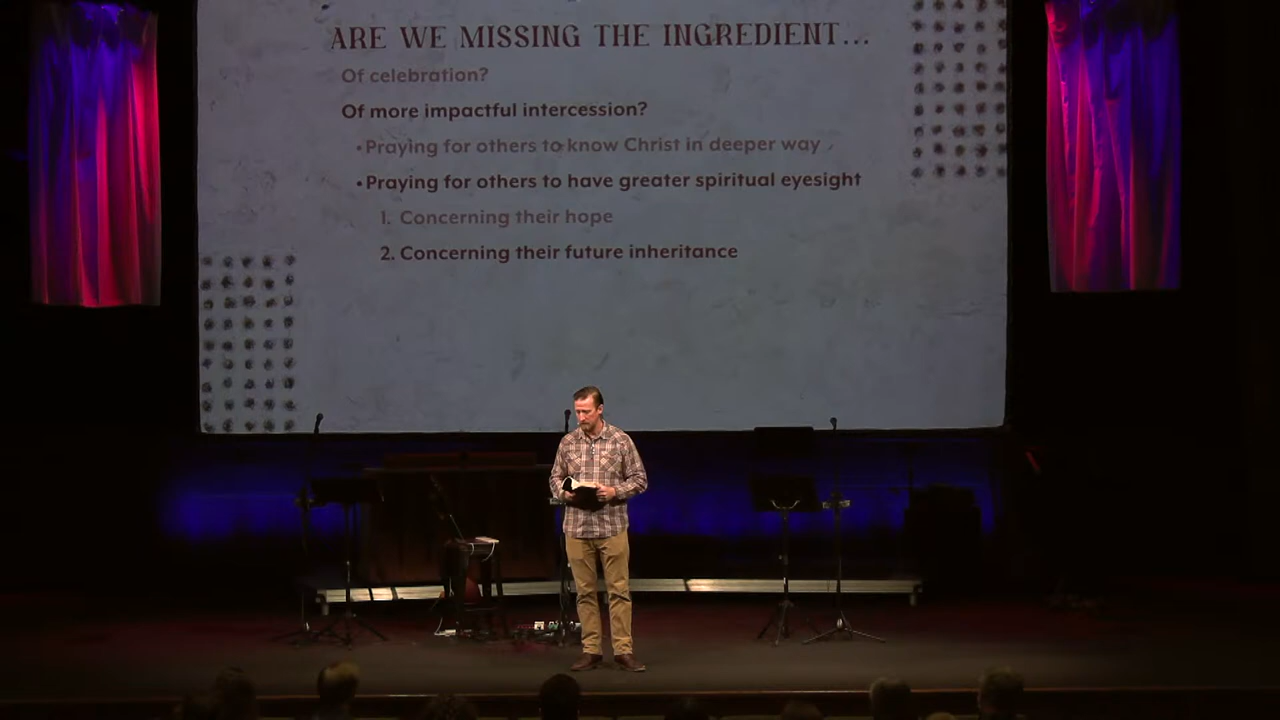 ARE WE MISSING THE INGREDIENT...
Of celebration?
Of more impactful intercession?
•Praying for others to know Christ in deeper way
•Praying for others to have greater spiritual eyesight
1. Concerning their hope
2. Concerning their future inheritance